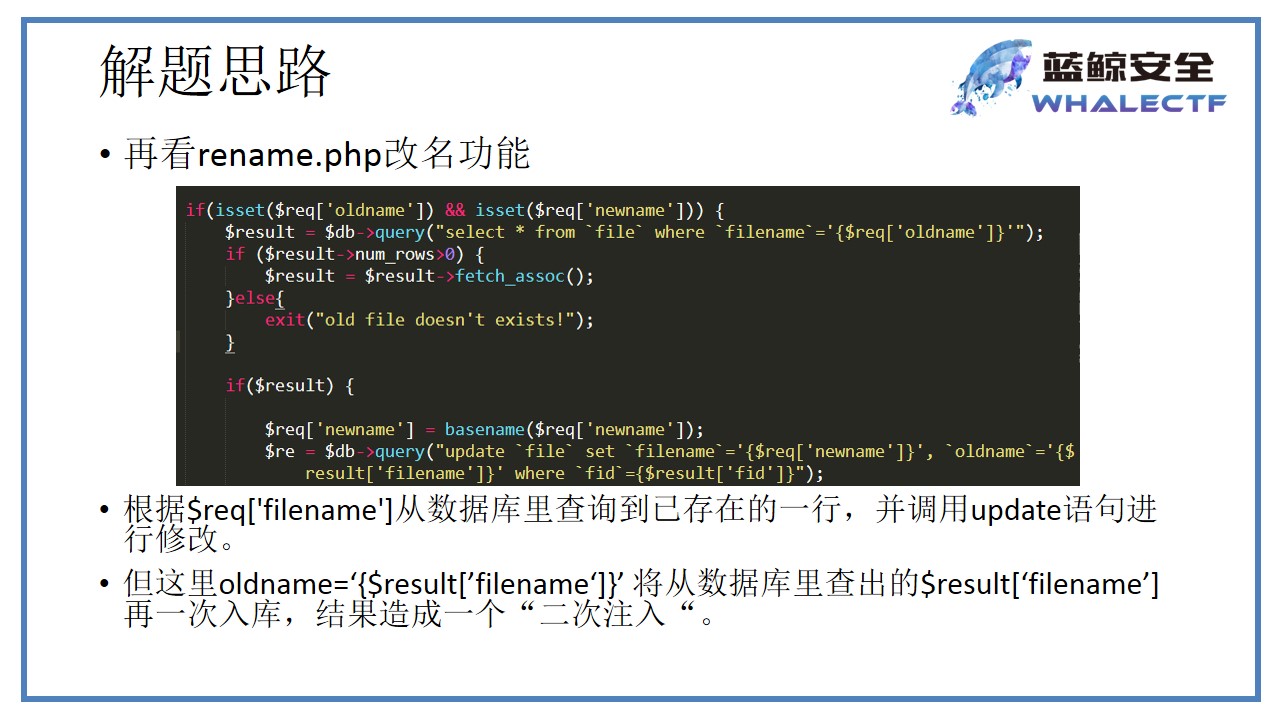 解题思路
蓝鲸安全
WHALECTF
• 再看rename.php改名功能
if(isset($req['oldname']) && isset($req['newname'])) {
    $result = $db->query("select * from `file` where `filename`='{$req['oldname']}'");
    if ($result->num_rows>0) {
        $result = $result->fetch_assoc();
    }else{
        exit("old file doesn't exists!");
    }
    if($result) {
        $req['newname'] = basename($req['newname']);
        $re = $db->query("update `file` set `filename`='{$req['newname']}', `oldname`='{$
            result['filename']}' where `fid`={$result['fid']}");
• 根据$req['filename']从数据库里查询到已存在的一行，并调用update语句进
行修改。
• 但这里oldname=‘{$result[’filename‘]}’ 将从数据库里查出的$result[‘filename’]
再一次入库，结果造成一个“二次注入“。